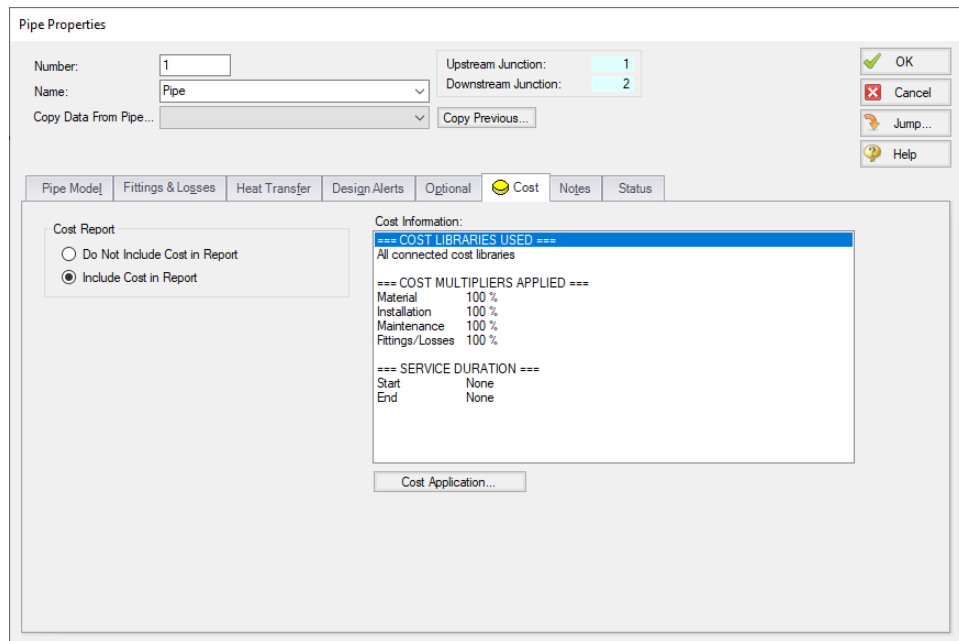 Pipe Properties
Number: 1
Name: Pipe
Copy Data From Pipe...
Copy Previous...
Upstream Junction: 1
Downstream Junction: 2
OK
Cancel
Jump...
Help
Pipe Model Fittings & Losses Heat Transfer Design Alerts Optional Cost Notes Status
Cost Report
Do Not Include Cost in Report
Include Cost in Report
Cost Information:
=== COST LIBRARIES USED ===
All connected cost libraries
=== COST MULTIPLIERS APPLIED ===
Material 100 %
Installation 100 %
Maintenance 100 %
Fittings/Losses 100 %
=== SERVICE DURATION ===
Start None
End None
Cost Application...